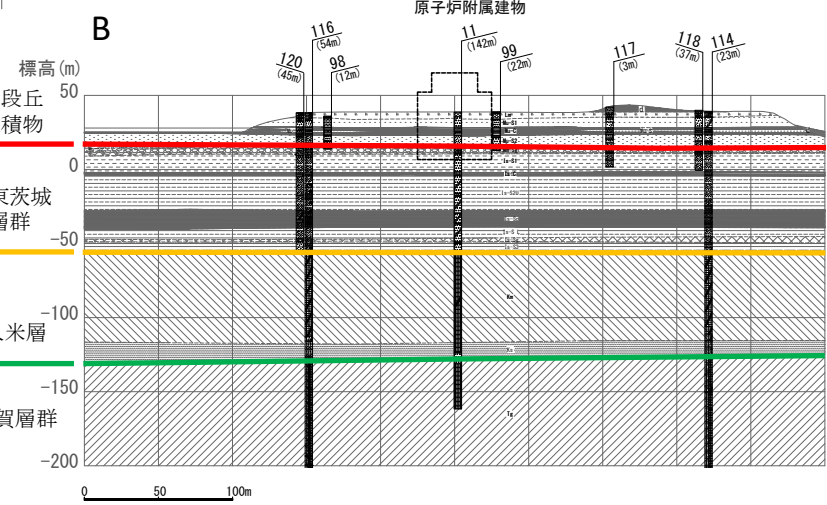 原子炉附属建物
B
116
(54m)
120
(45m)
98
(12m)
11
(142m)
99
(22m)
117
(3m)
118
(37m)
114
(23m)
標高(m)
50
段丘
積物
0
東茨城
層群
-50
-100
久米層
-150
賀層群
-200
Km
0 50 100m